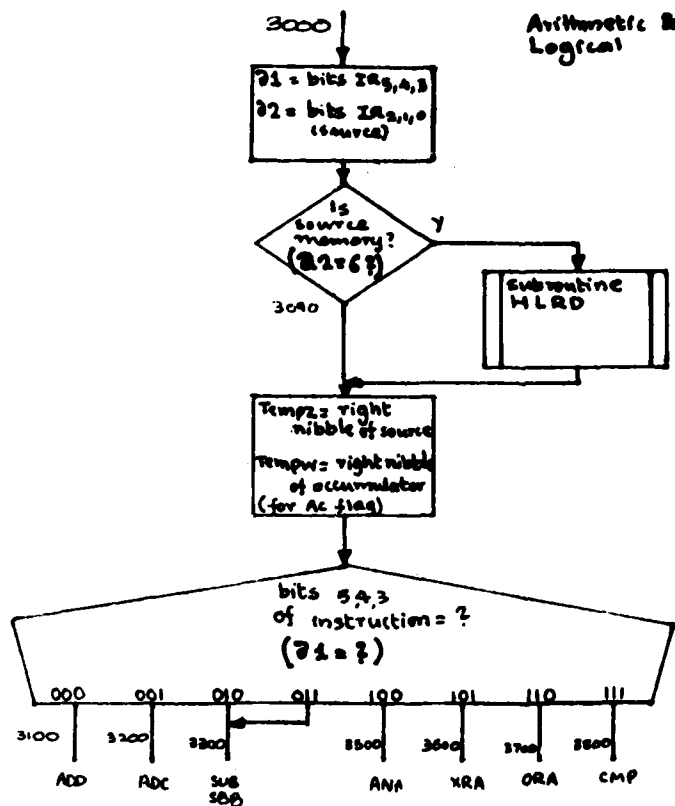 3000
Arithmetic &
Logical
∂1 = bits IR5,4,3
∂2 = bits IR2,1,0
(source)
Is
source
memory?
(∂2=6?)
Y
3040
Subroutine
HLRD
TempZ = right
nibble of source
TempW = right nibble
of accumulator
(for AC flag)
bits 5,4,3
of instruction = ?
(∂1 = ?)
000 001 010 011 100 101 110 111
3100 3200 3300 3500 3600 3700 3800
ADD ADC SUB ANA XRA ORA CMP
SBB